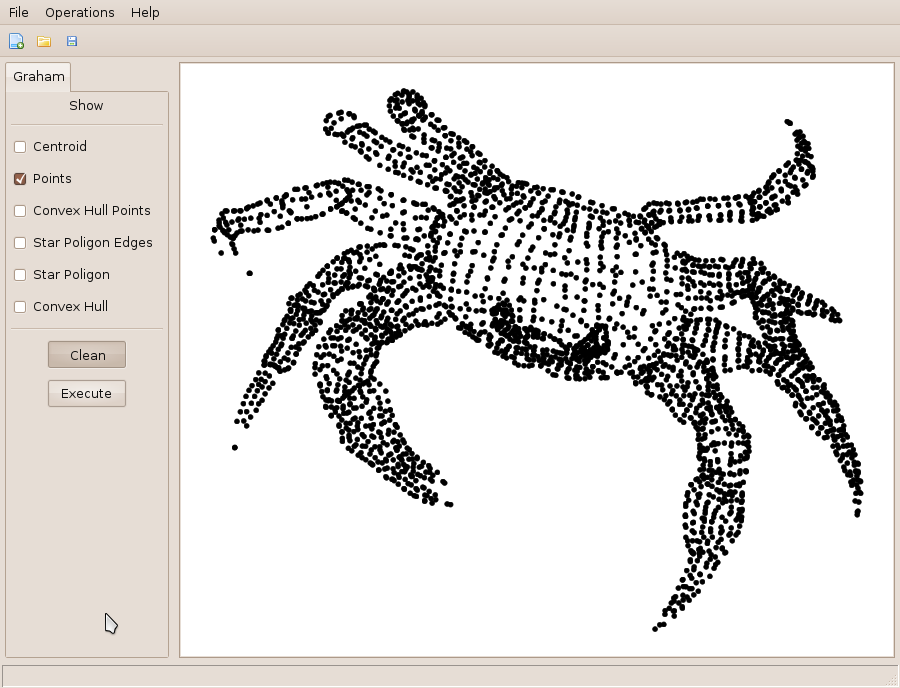 File Operations Help
Graham
Show
Centroid
Points
Convex Hull Points
Star Poligon Edges
Star Poligon
Convex Hull
Clean
Execute